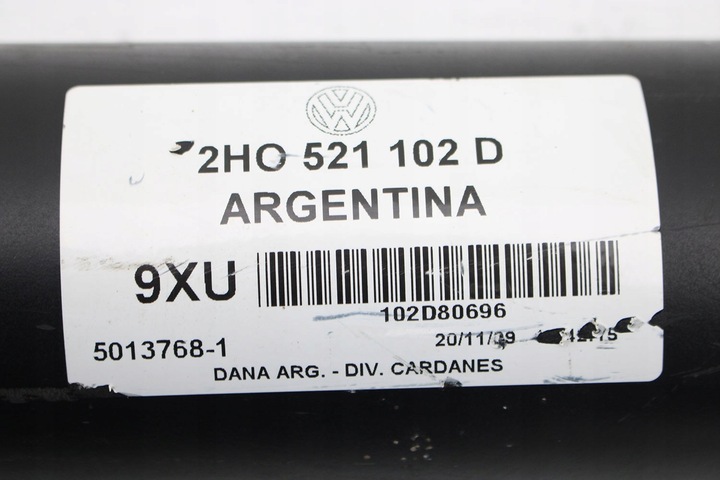 2HO 521 102 D
ARGENTINA
9XU
102D80696
5013768-1
DANA ARG. - DIV. CARDANES